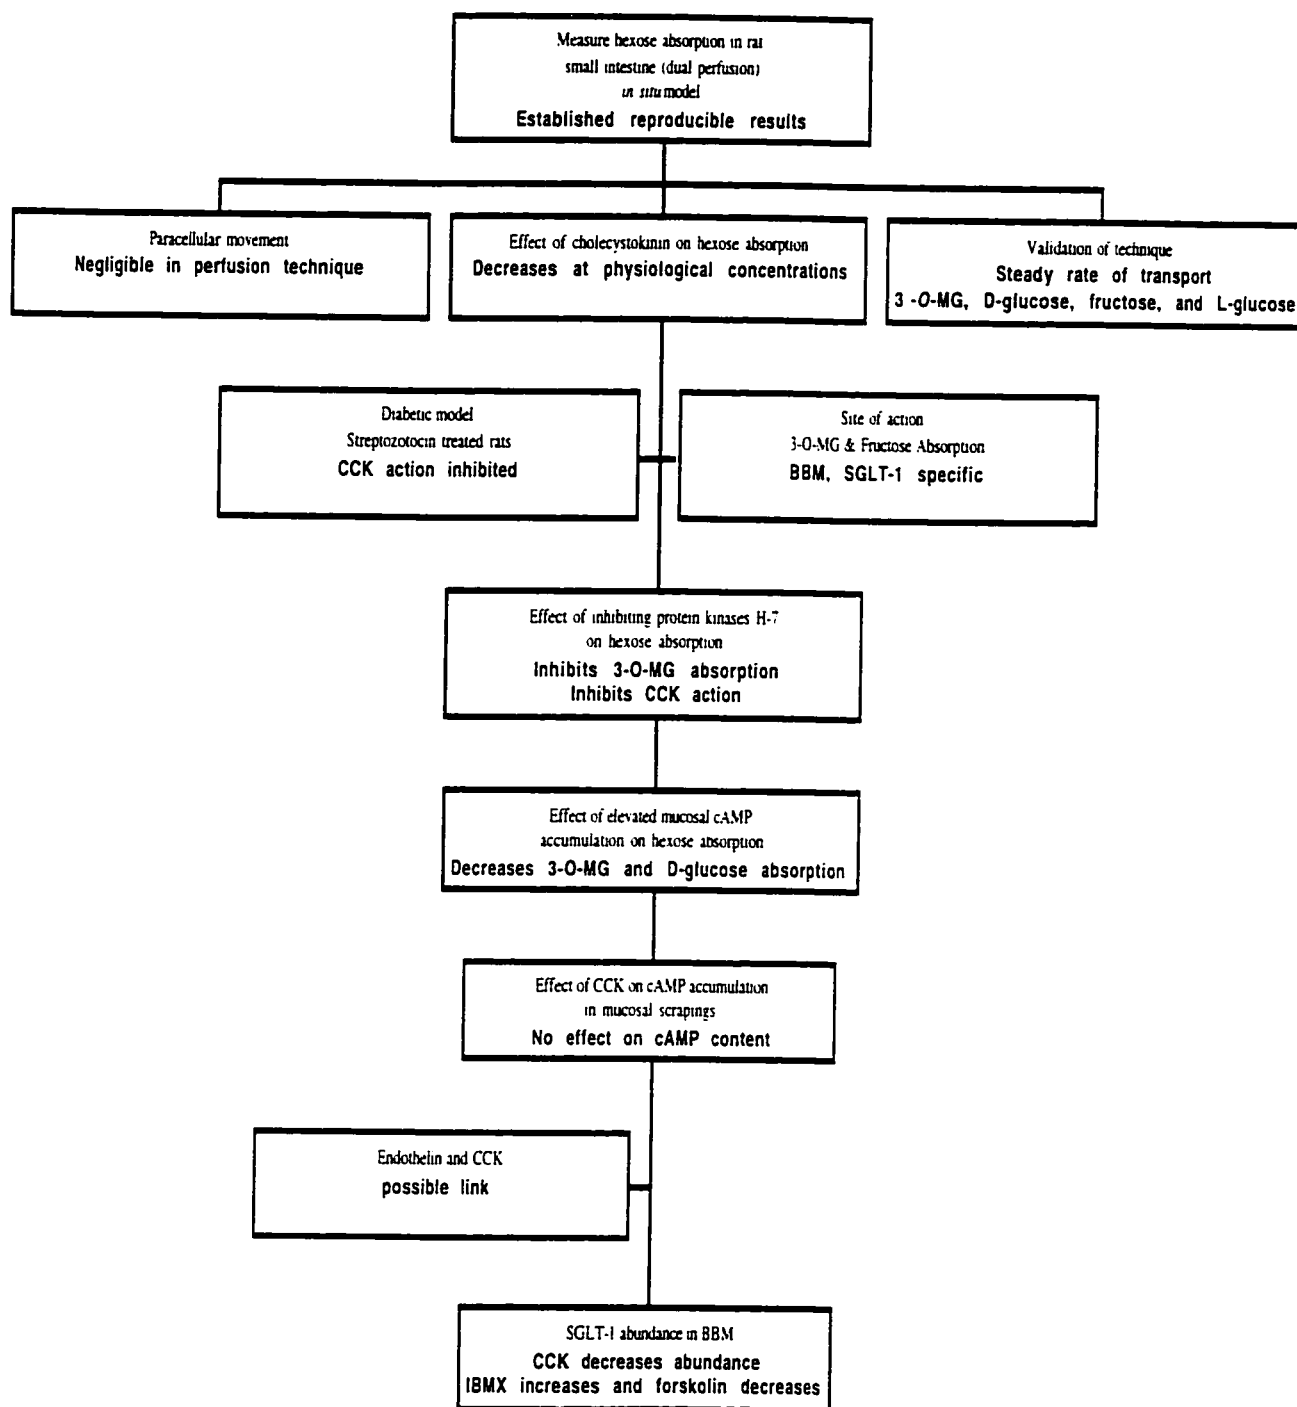 Measure hexose absorption in rat
small intestine (dual perfusion)
in situ model
Established reproducible results
Paracellular movement
Negligible in perfusion technique
Effect of cholecystokinin on hexose absorption
Decreases at physiological concentrations
Validation of technique
Steady rate of transport
3-O-MG, D-glucose, fructose, and L-glucose
Diabetic model
Streptozotocin treated rats
CCK action inhibited
Site of action
3-O-MG & Fructose Absorption
BBM, SGLT-1 specific
Effect of inhibiting protein kinases H-7
on hexose absorption
Inhibits 3-O-MG absorption
Inhibits CCK action
Effect of elevated mucosal cAMP
accumulation on hexose absorption
Decreases 3-O-MG and D-glucose absorption
Effect of CCK on cAMP accumulation
in mucosal scrapings
No effect on cAMP content
Endothelin and CCK
possible link
SGLT-1 abundance in BBM
CCK decreases abundance
IBMX increases and forskolin decreases